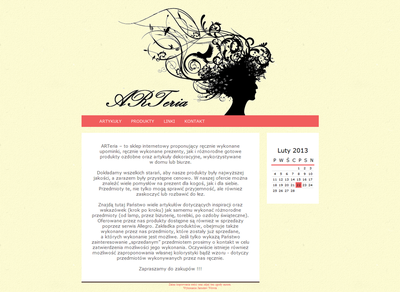 ARTeria
ARTYKUŁY PRODUKTY LINKI KONTAKT
ARTeria – to sklep internetowy proponujący ręcznie wykonane
upominki, ręcznie wykonane prezenty, jak i różnorodne gotowe
produkty ozdobne oraz artykuły dekoracyjne, wykorzystywane
w domu lub biurze.
Dokładamy wszelkich starań, aby nasze produkty były najwyższej
jakości, a zarazem były przystępne cenowo. W naszej ofercie można
znaleźć wiele pomysłów na prezent dla kogoś, jak i dla siebie.
Przedmioty te, nie tylko mogą sprawić przyjemność, ale również
zaskoczyć lub rozbawić do łez.
Znajdą tutaj Państwo wiele artykułów dotyczących inspiracji oraz
wskazówek (krok po kroku) jak samemu wykonać różnorodne
przedmioty (od lamp, przez biżuterię, torebki, po ozdoby świąteczne).
Oferowane przez nas produkty dostępne są również w sprzedaży
poprzez serwis Allegro. Zakładka produktów, obejmuje także
wykonane przez nas przedmioty, które zostały już sprzedane,
a których wykonanie jest możliwe. Jeśli tylko wykażą Państwo
zainteresowanie „sprzedanym” przedmiotem prosimy o kontakt w celu
zatwierdzenia możliwości jego wykonania. Oczywiście istnieje również
możliwość zaproponowania własnej kolorystyki bądź wzoru - dotyczy
przedmiotów wykonywanych przez nas ręcznie.
Zapraszamy do zakupów !!!
Luty 2013
P W Ś C P S N
1 2 3
4 5 6 7 8 9 10
11 12 13 14 15 16 17
18 19 20 21 22 23 24
25 26 27 28